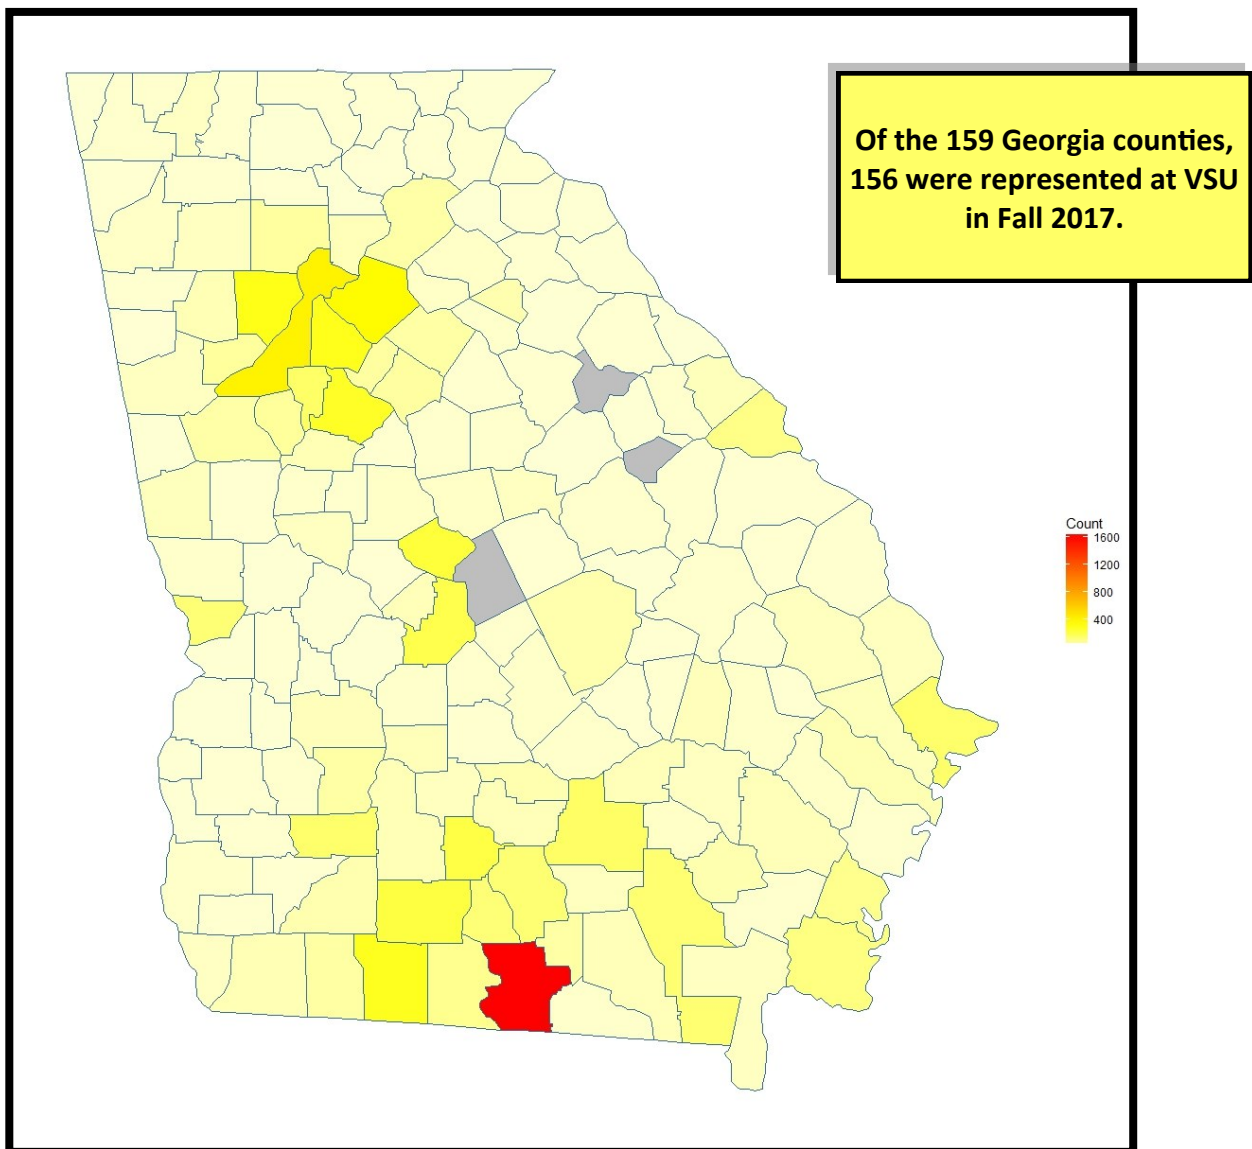 Of the 159 Georgia counties,
156 were represented at VSU
in Fall 2017.
Count
1600
1200
800
400